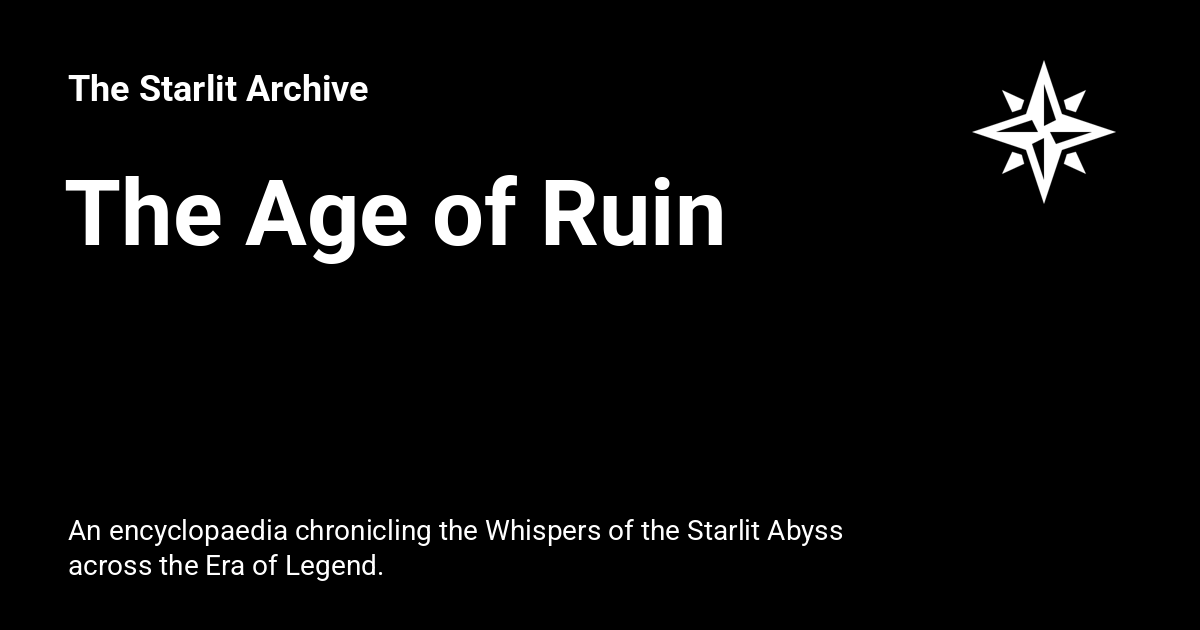 The Starlit Archive
The Age of Ruin
An encyclopaedia chronicling the Whispers of the Starlit Abyss
across the Era of Legend.